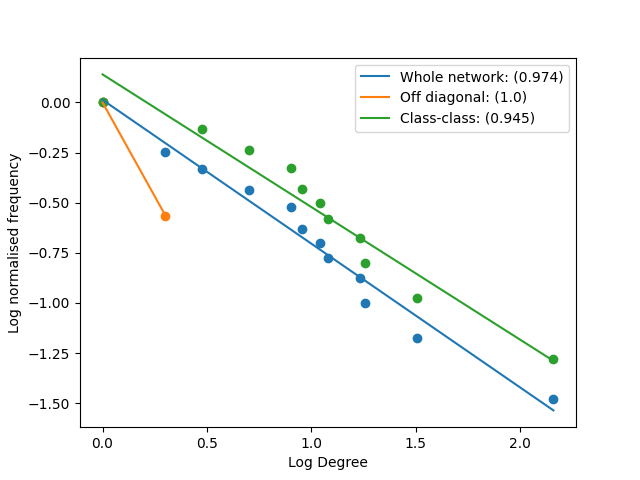 Whole network: (0.974)
Off diagonal: (1.0)
Class-class: (0.945)
0.00
−0.25
−0.50
−0.75
−1.00
−1.25
−1.50
Log normalised frequency
0.0 0.5 1.0 1.5 2.0
Log Degree